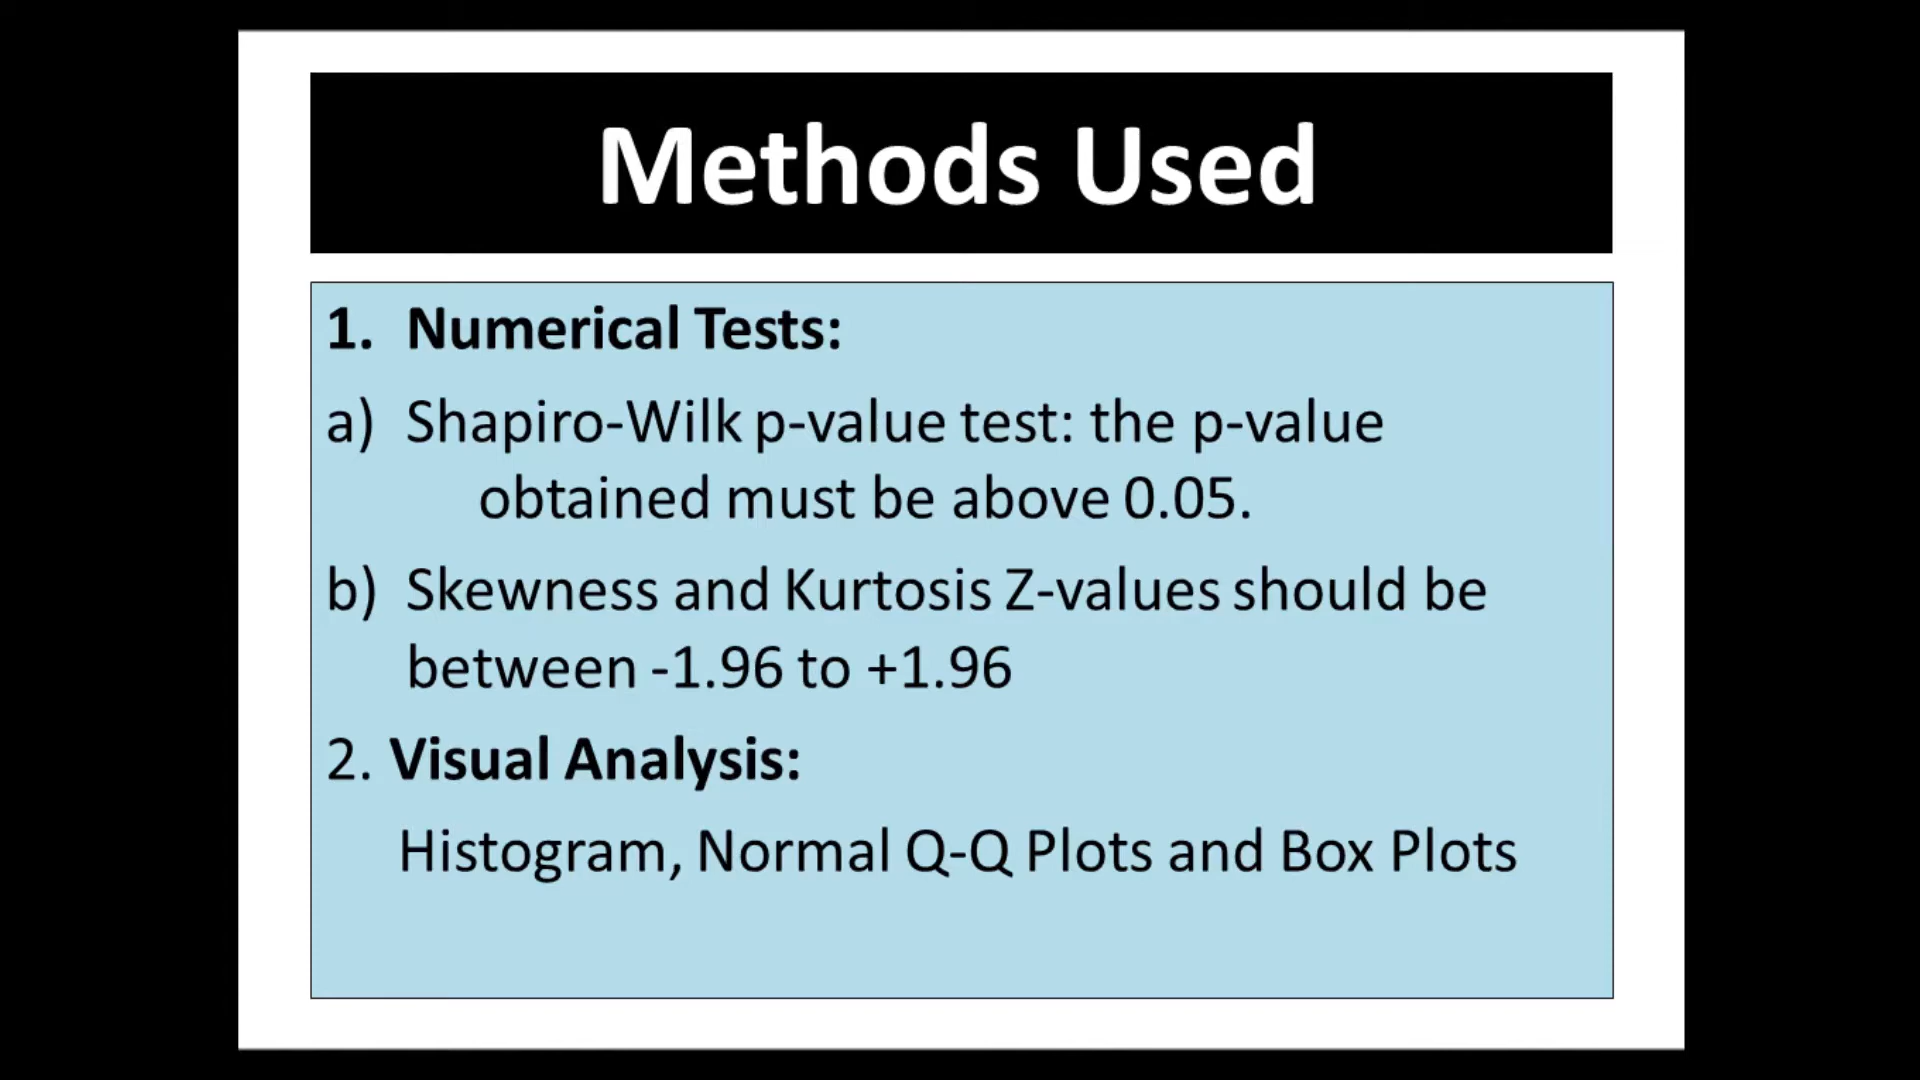 Methods Used
1. Numerical Tests:
a) Shapiro-Wilk p-value test: the p-value
obtained must be above 0.05.
b) Skewness and Kurtosis Z-values should be
between -1.96 to +1.96
2. Visual Analysis:
Histogram, Normal Q-Q Plots and Box Plots